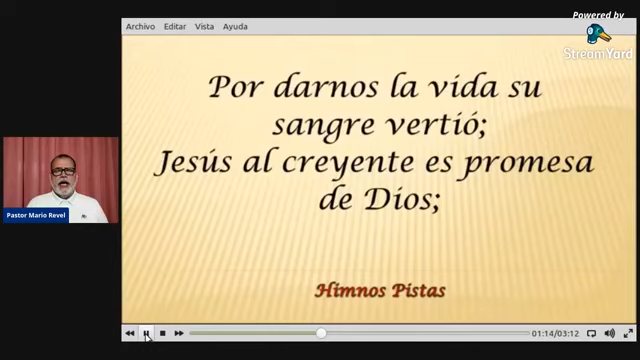 Powered by
StreamYard
Archivo Editar Vista Ayuda
Por darnos la vida su
sangre vertió;
Jesús al creyente es promesa
de Dios;
Himnos Pistas
Pastor Mario Revel
01:14/03:12